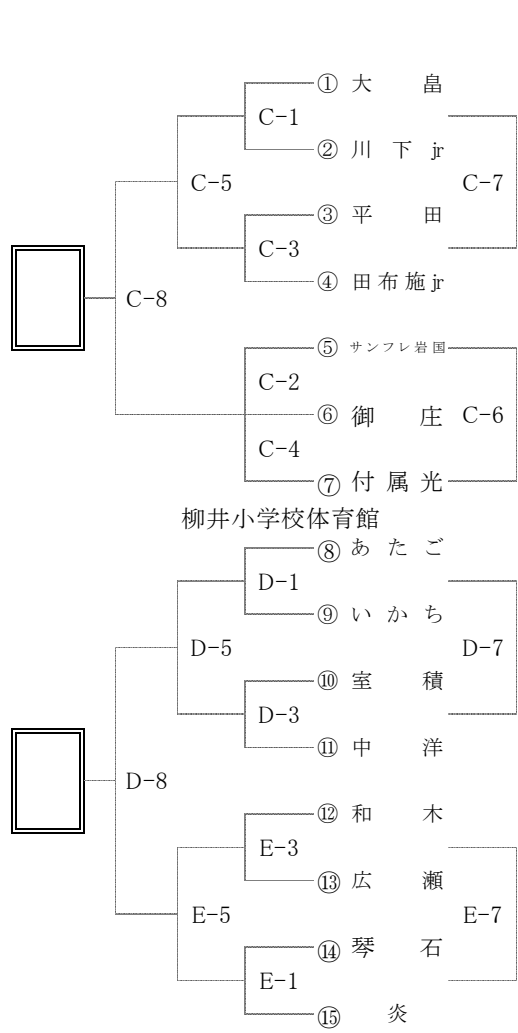 ① 大 畠
C-1
② 川 下 jr
C-5
C-7
③ 平 田
C-3
④ 田布施jr
C-8
⑤ サンフレ岩国
C-2
⑥ 御 庄
C-6
C-4
⑦ 付属光
柳井小学校体育館
⑧ あたご
D-1
⑨ いかち
D-5
D-7
⑩ 室 積
D-3
⑪ 中 洋
D-8
⑫ 和 木
E-3
⑬ 広 瀬
E-5
E-7
⑭ 琴 石
E-1
⑮ 炎